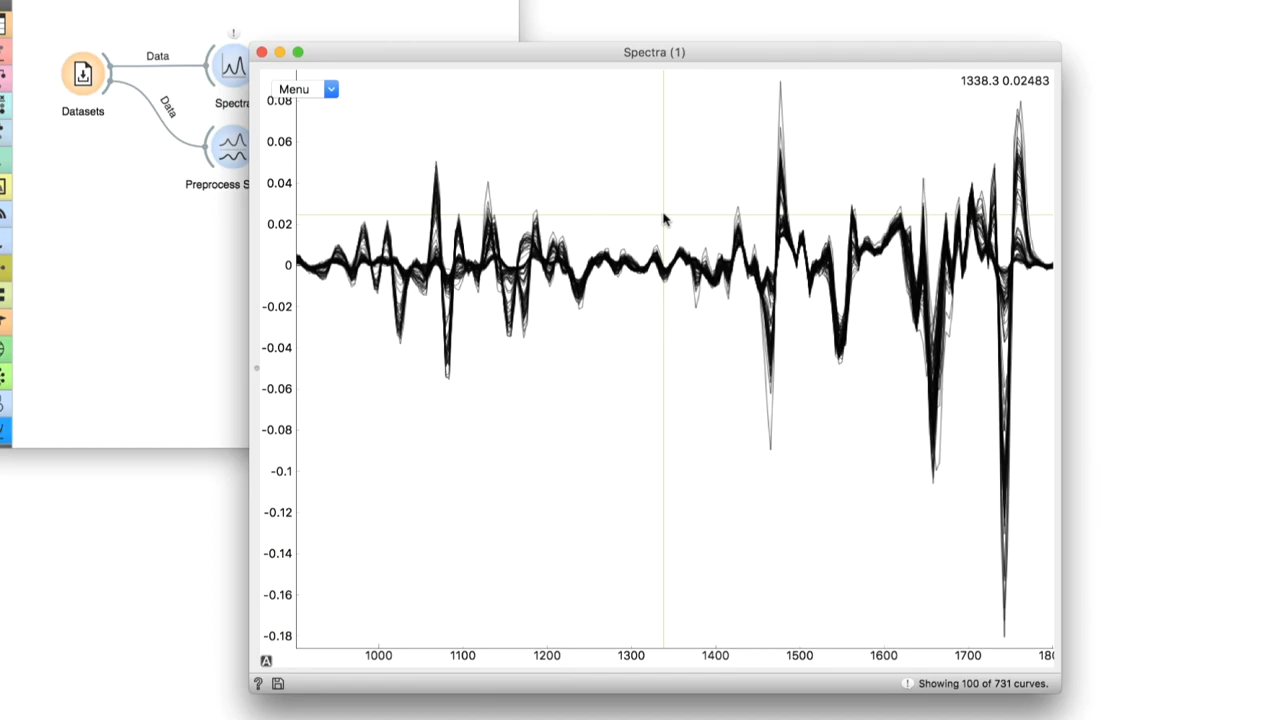 !
Data
Data
Datasets
Spectra
Preprocess S
Spectra (1)
Menu
1338.3 0.02483
0.08
0.06
0.04
0.02
0
-0.02
-0.04
-0.06
-0.08
-0.1
-0.12
-0.14
-0.16
-0.18
1000 1100 1200 1300 1400 1500 1600 1700 180
A
?
! Showing 100 of 731 curves.